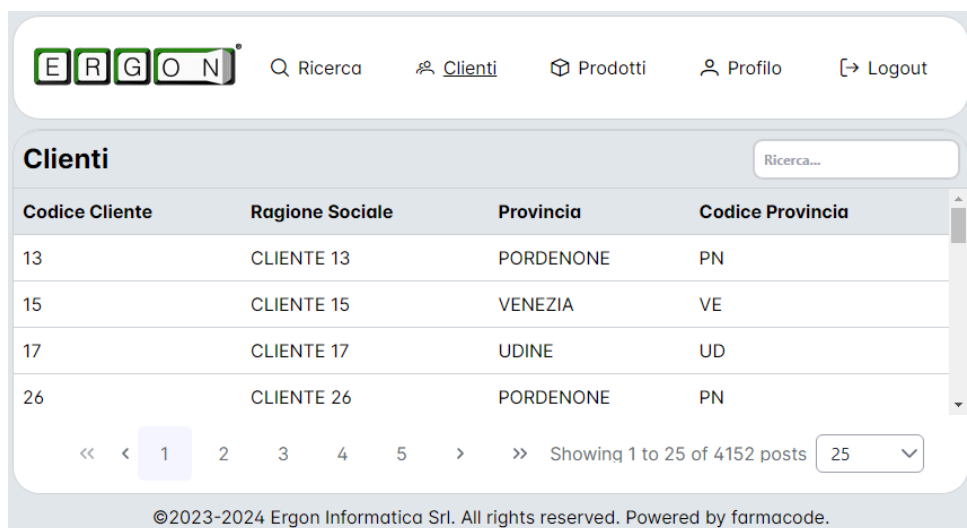 ERGON Ricerca Clienti Prodotti Profilo Logout
Clienti Ricerca...
Codice Cliente Ragione Sociale Provincia Codice Provincia
13 CLIENTE 13 PORDENONE PN
15 CLIENTE 15 VENEZIA VE
17 CLIENTE 17 UDINE UD
26 CLIENTE 26 PORDENONE PN
<< < 1 2 3 4 5 > >> Showing 1 to 25 of 4152 posts 25
©2023-2024 Ergon Informatica Srl. All rights reserved. Powered by farmacode.